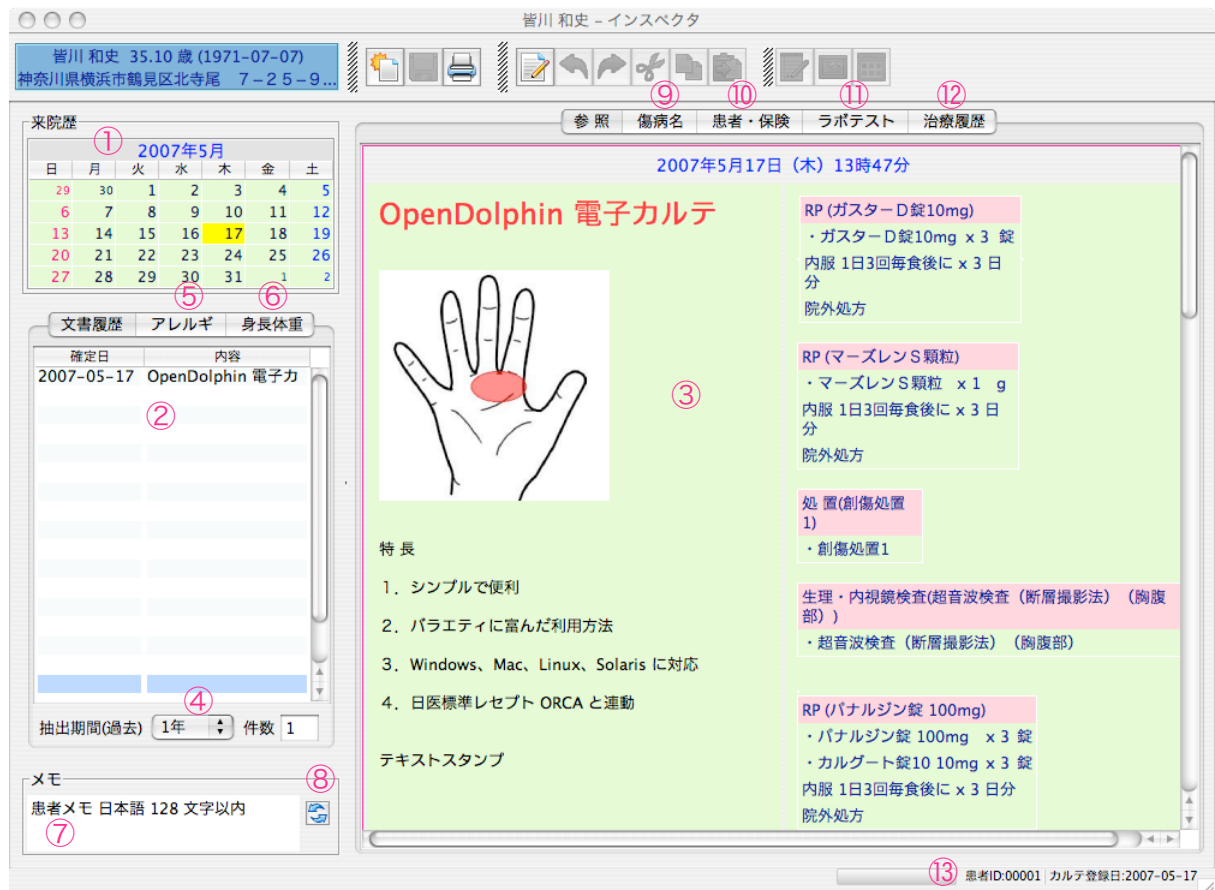 皆川 和史 – インスペクタ
皆川 和史 35.10 歳 (1971-07-07)
神奈川県横浜市鶴見区北寺尾 7－25－9...
来院歴
①
2007年5月
日 月 火 水 木 金 土
29 30 1 2 3 4 5
6 7 8 9 10 11 12
13 14 15 16 17 18 19
20 21 22 23 24 25 26
27 28 29 30 31 1 2
⑤ ⑥
文書履歴 アレルギ 身長体重
確定日 内容
2007-05-17 OpenDolphin 電子カ
②
④
抽出期間(過去) 1年 件数 1
メモ
⑧
患者メモ 日本語 128 文字以内
⑦
⑨ ⑩ ⑪ ⑫
参 照 傷病名 患者・保険 ラボテスト 治療履歴
2007年5月17日（木）13時47分
OpenDolphin 電子カルテ
③
特 長
1．シンプルで便利
2．バラエティに富んだ利用方法
3．Windows、Mac、Linux、Solaris に対応
4．日医標準レセプト ORCA と連動
テキストスタンプ
RP (ガスターＤ錠10mg)
・ガスターＤ錠10mg x 3 錠
内服 1日3回毎食後に x 3 日
分
院外処方
RP (マーズレンＳ顆粒)
・マーズレンＳ顆粒 x 1 g
内服 1日3回毎食後に x 3 日
分
院外処方
処 置(創傷処置
1)
・創傷処置1
生理・内視鏡検査(超音波検査（断層撮影法）（胸腹
部）)
・超音波検査（断層撮影法）（胸腹部）
RP (パナルジン錠 100mg)
・パナルジン錠 100mg x 3 錠
・カルグート錠10 10mg x 3 錠
内服 1日3回毎食後に x 3 日分
院外処方
⑬ 患者ID:00001 カルテ登録日:2007-05-17